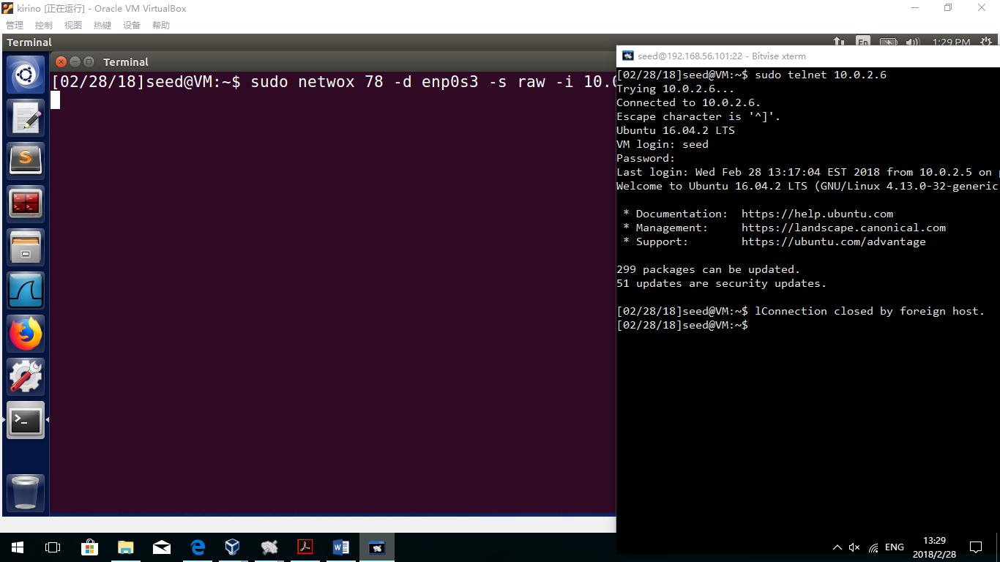 kirino [正在运行] - Oracle VM VirtualBox
管理 控制 视图 热键 设备 帮助
Terminal
En
1:29 PM
Terminal
[02/28/18]seed@VM:~$ sudo netwox 78 -d enp0s3 -s raw -i 10.0
seed@192.168.56.101:22 - Bitvise xterm
[02/28/18]seed@VM:~$ sudo telnet 10.0.2.6
Trying 10.0.2.6...
Connected to 10.0.2.6.
Escape character is '^]'.
Ubuntu 16.04.2 LTS
VM login: seed
Password:
Last login: Wed Feb 28 13:17:04 EST 2018 from 10.0.2.5 on
Welcome to Ubuntu 16.04.2 LTS (GNU/Linux 4.13.0-32-generic
* Documentation: https://help.ubuntu.com
* Management: https://landscape.canonical.com
* Support: https://ubuntu.com/advantage
299 packages can be updated.
51 updates are security updates.
[02/28/18]seed@VM:~$ lConnection closed by foreign host.
[02/28/18]seed@VM:~$
ENG
13:29
2018/2/28